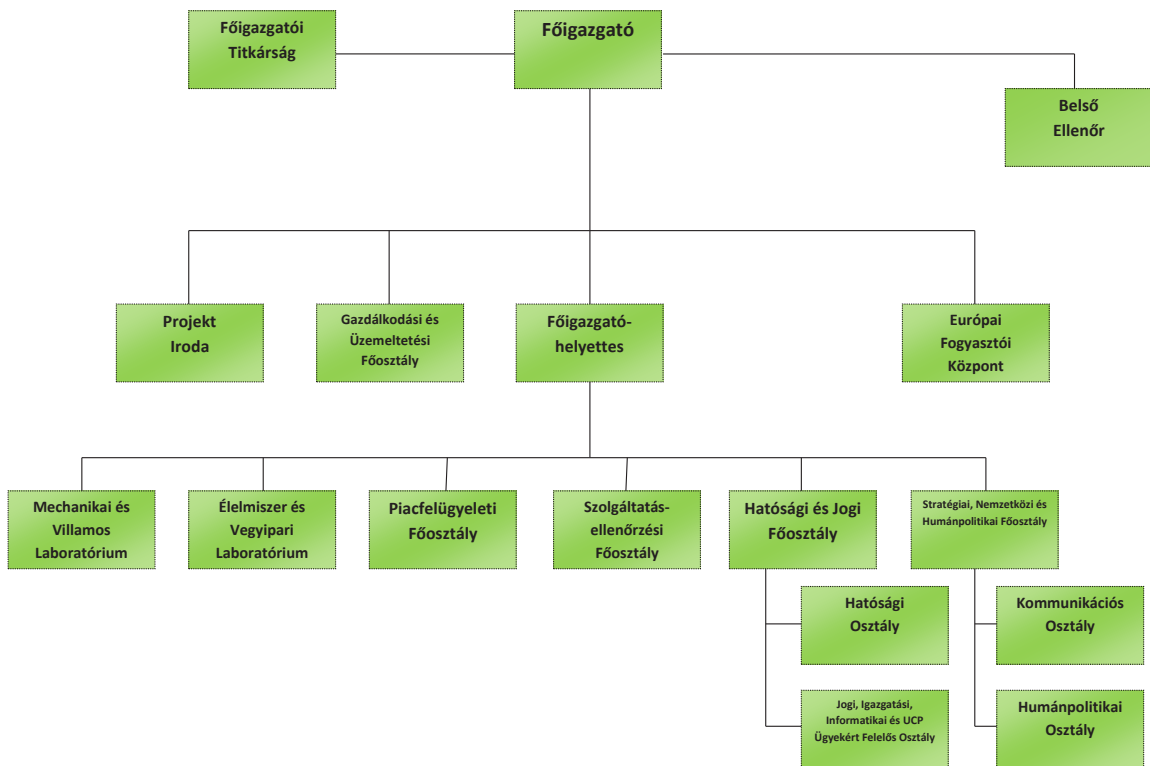 Főigazgatói
Titkárság
Főigazgató
Belső
Ellenőr
Projekt
Iroda
Gazdálkodási és
Üzemeltetési
Főosztály
Főigazgató-
helyettes
Európai
Fogyasztói
Központ
Mechanikai és
Villamos
Laboratórium
Élelmiszer és
Vegyipari
Laboratórium
Piacfelügyeleti
Főosztály
Szolgáltatás-
ellenőrzési
Főosztály
Hatósági és Jogi
Főosztály
Stratégiai, Nemzetközi és
Humánpolitikai Főosztály
Hatósági
Osztály
Kommunikációs
Osztály
Jogi, Igazgatási,
Informatikai és UCP
Ügyekért Felelős Osztály
Humánpolitikai
Osztály